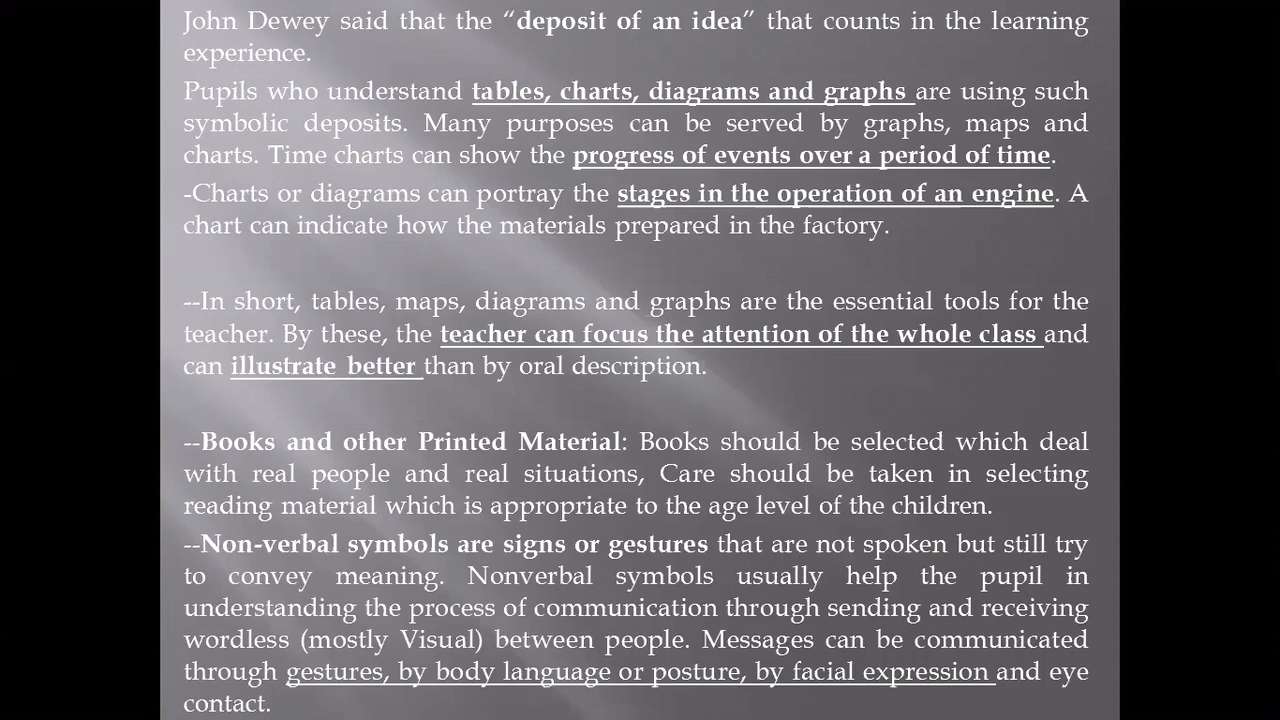 John Dewey said that the “deposit of an idea” that counts in the learning
experience.
Pupils who understand tables, charts, diagrams and graphs are using such
symbolic deposits. Many purposes can be served by graphs, maps and
charts. Time charts can show the progress of events over a period of time.
-Charts or diagrams can portray the stages in the operation of an engine. A
chart can indicate how the materials prepared in the factory.
--In short, tables, maps, diagrams and graphs are the essential tools for the
teacher. By these, the teacher can focus the attention of the whole class and
can illustrate better than by oral description.
--Books and other Printed Material: Books should be selected which deal
with real people and real situations, Care should be taken in selecting
reading material which is appropriate to the age level of the children.
--Non-verbal symbols are signs or gestures that are not spoken but still try
to convey meaning. Nonverbal symbols usually help the pupil in
understanding the process of communication through sending and receiving
wordless (mostly Visual) between people. Messages can be communicated
through gestures, by body language or posture, by facial expression and eye
contact.